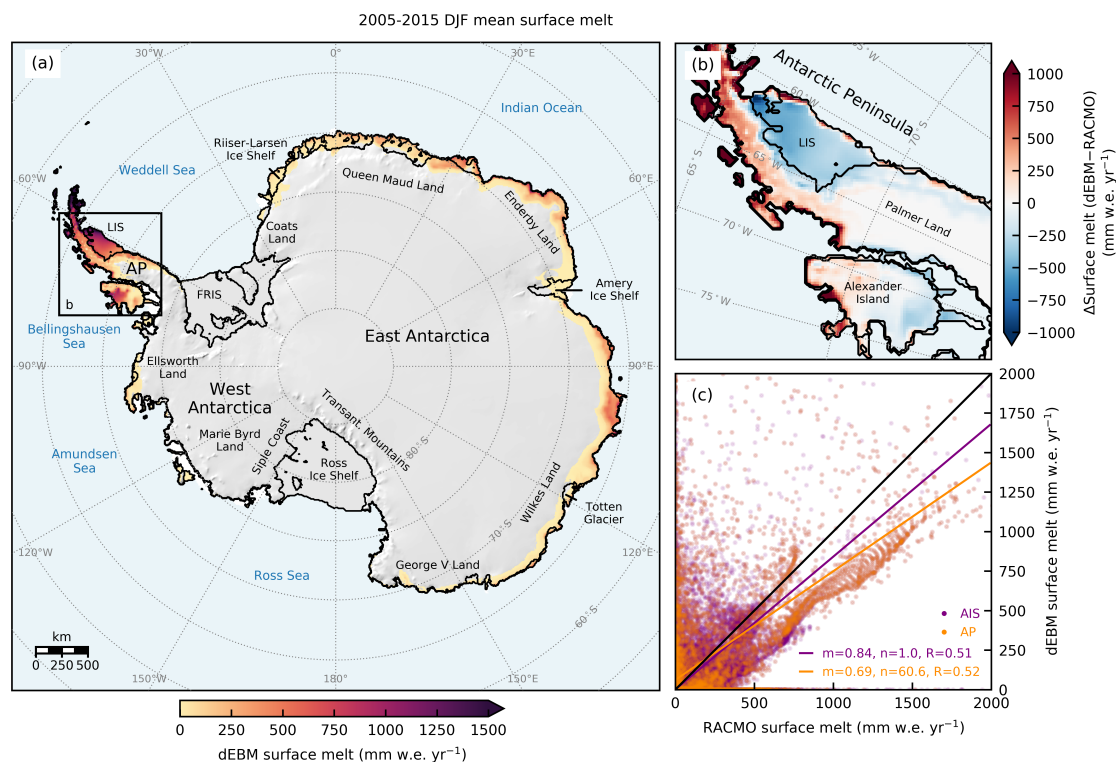 2005-2015 DJF mean surface melt
(a)
30°W
0°
30°E
Indian Ocean
Weddell Sea
Riiser-Larsen
Ice Shelf
60°W
60°E
Queen Maud Land
Enderby Land
LIS
Coats
Land
AP
FRIS
b
Amery
Ice Shelf
Bellingshausen
Sea
East Antarctica
90°W
90°E
Ellsworth
Land
West
Antarctica
Transant. Mountains
Marie Byrd
Land
Siple Coast
80°S
Amundsen
Sea
Ross
Ice Shelf
Wilkes Land
Totten
Glacier
70°S
120°W
120°E
George V Land
Ross Sea
60°S
km
0 250 500
150°W
180°
150°E
0 250 500 750 1000 1250 1500
dEBM surface melt (mm w.e. yr⁻¹)
(b)
Antarctic Peninsula
55°W
60°W
LIS
65°W
70°S
65°S
Palmer Land
70°W
75°W
Alexander
Island
1000
750
500
250
0
−250
−500
−750
−1000
ΔSurface melt (dEBM−RACMO)
(mm w.e. yr⁻¹)
(c)
2000
1750
1500
1250
1000
750
500
250
0
dEBM surface melt (mm w.e. yr⁻¹)
AIS
AP
m=0.84, n=1.0, R=0.51
m=0.69, n=60.6, R=0.52
0 500 1000 1500 2000
RACMO surface melt (mm w.e. yr⁻¹)